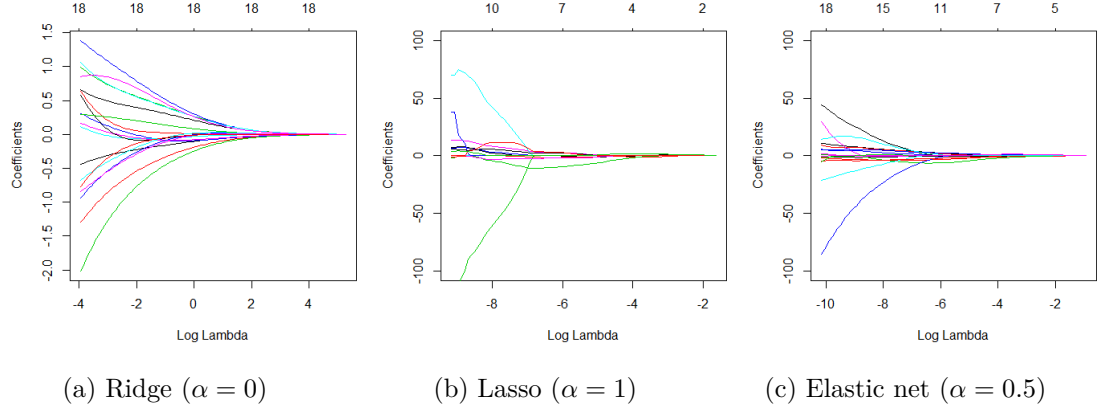 18 18 18 18 18
Coefficients
1.5
1.0
0.5
0.0
-0.5
-1.0
-1.5
-2.0
-4 -2 0 2 4
Log Lambda
(a) Ridge (α = 0)
10 7 4 2
Coefficients
100
50
0
-50
-100
-8 -6 -4 -2
Log Lambda
(b) Lasso (α = 1)
18 15 11 7 5
Coefficients
100
50
0
-50
-100
-10 -8 -6 -4 -2
Log Lambda
(c) Elastic net (α = 0.5)